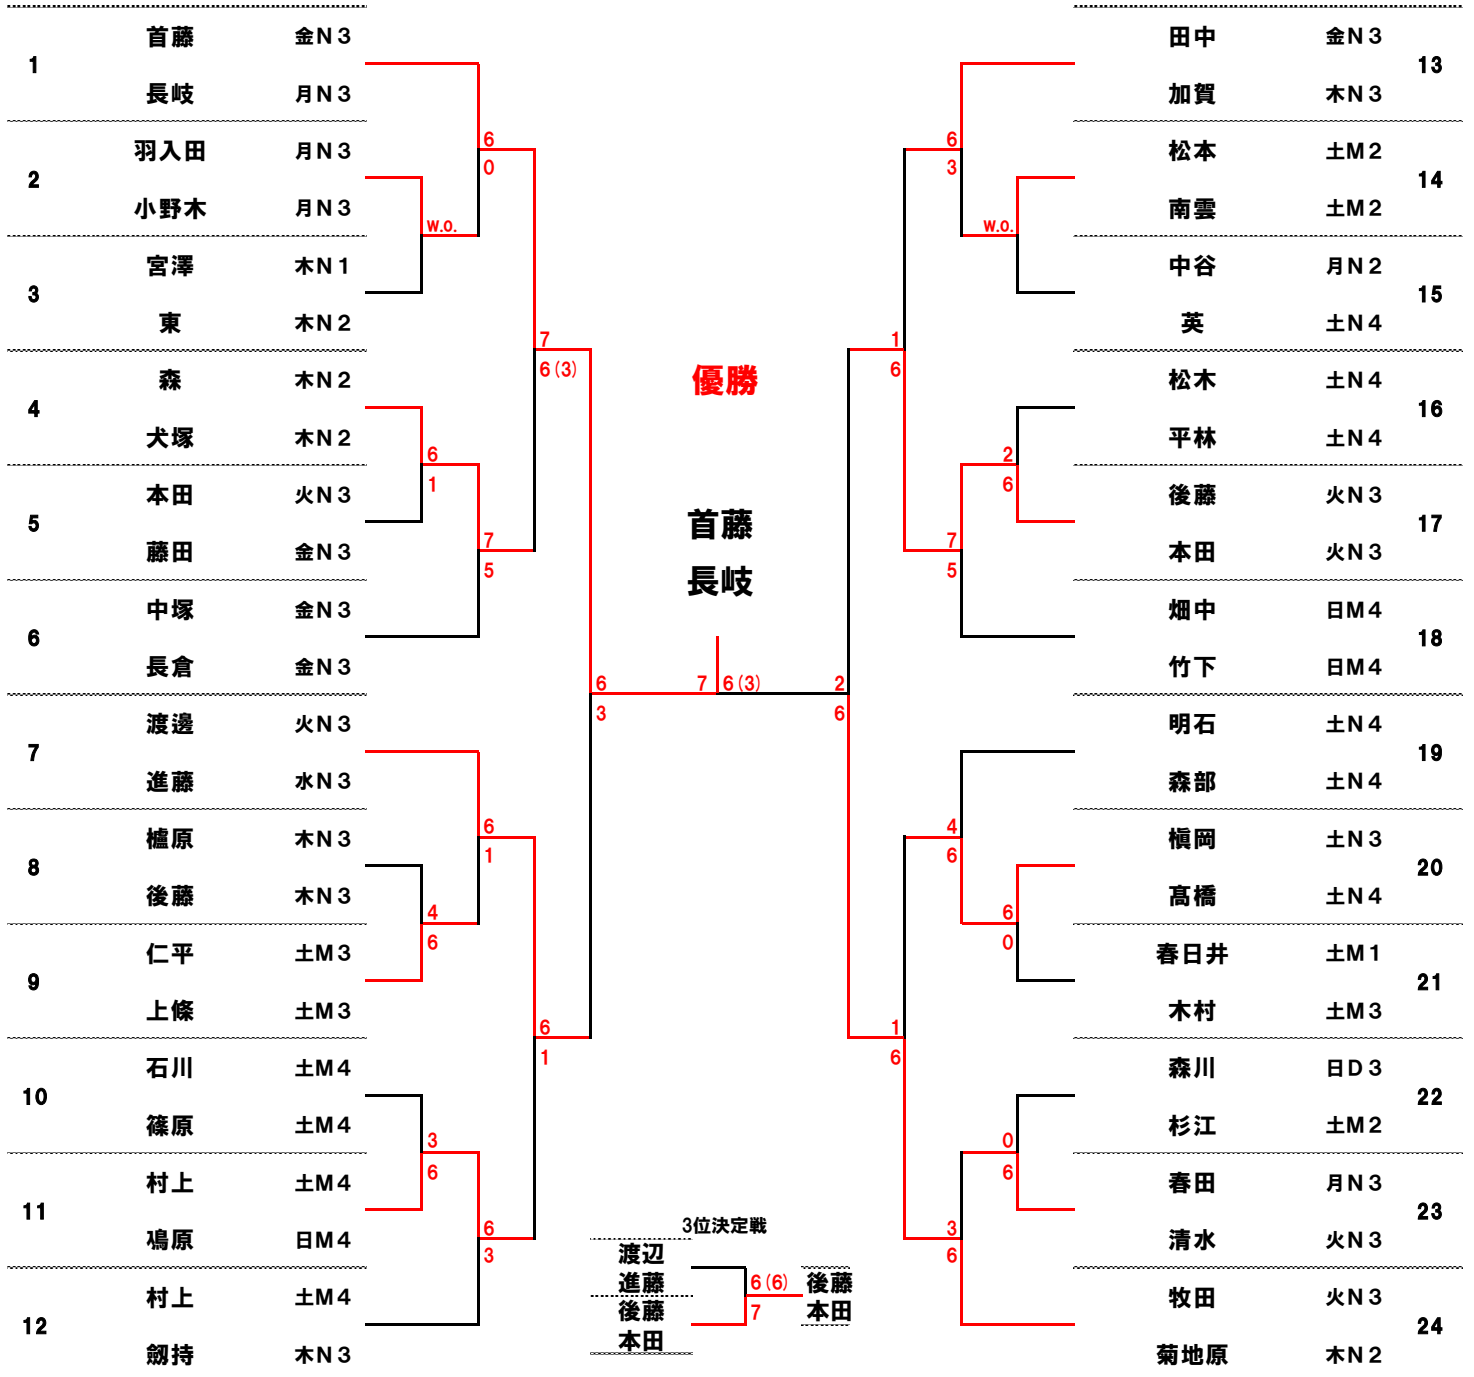 1
首藤 金N3
長岐 月N3
2
羽入田 月N3
小野木 月N3
3
宮澤 木N1
東 木N2
4
森 木N2
犬塚 木N2
5
本田 火N3
藤田 金N3
6
中塚 金N3
長倉 金N3
7
渡邊 火N3
進藤 水N3
8
櫨原 木N3
後藤 木N3
9
仁平 土M3
上條 土M3
10
石川 土M4
篠原 土M4
11
村上 土M4
鳰原 日M4
12
村上 土M4
劔持 木N3
6
0
W.O.
7
6(3)
6
1
7
5
6
3
6
1
4
6
6
1
3
6
6
3
優勝
首藤
長岐
7 6(3)
3位決定戦
渡辺
進藤
後藤
本田
6(6)
7
後藤
本田
6
3
W.O.
1
6
2
6
7
5
2
6
4
6
6
0
1
6
0
6
3
6
田中 金N3
加賀 木N3
13
松本 土M2
南雲 土M2
14
中谷 月N2
英 土N4
15
松木 土N4
平林 土N4
16
後藤 火N3
本田 火N3
17
畑中 日M4
竹下 日M4
18
明石 土N4
森部 土N4
19
槇岡 土N3
髙橋 土N4
20
春日井 土M1
木村 土M3
21
森川 日D3
杉江 土M2
22
春田 月N3
清水 火N3
23
牧田 火N3
菊地原 木N2
24